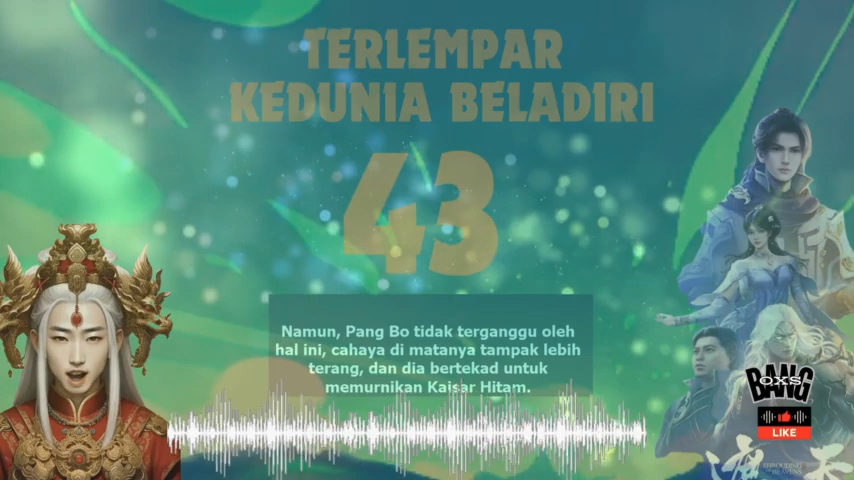 TERLEMPAR
KEDUNIA BELADIRI
43
Namun, Pang Bo tidak terganggu oleh
hal ini, cahaya di matanya tampak lebih
terang, dan dia bertekad untuk
memurnikan Kaisar Hitam.
BANG
OXS
LIKE